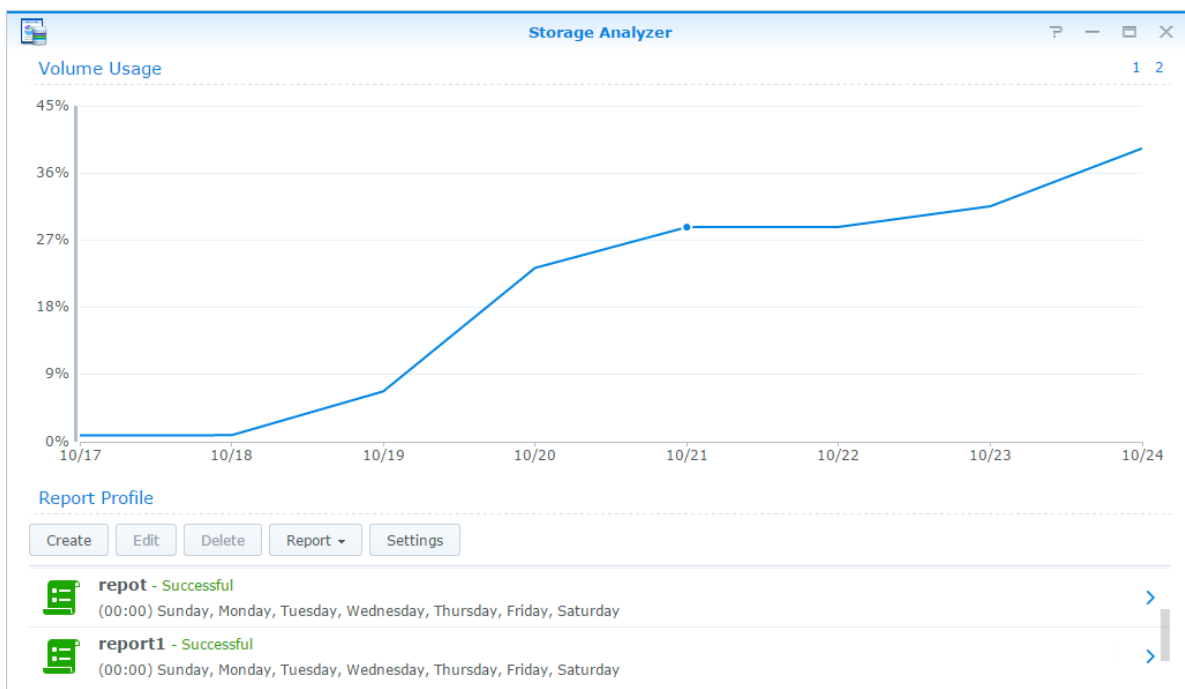 Storage Analyzer
Volume Usage
1 2
45%
36%
27%
18%
9%
0%
10/17 10/18 10/19 10/20 10/21 10/22 10/23 10/24
Report Profile
Create Edit Delete Report Settings
repot - Successful
(00:00) Sunday, Monday, Tuesday, Wednesday, Thursday, Friday, Saturday
report1 - Successful
(00:00) Sunday, Monday, Tuesday, Wednesday, Thursday, Friday, Saturday